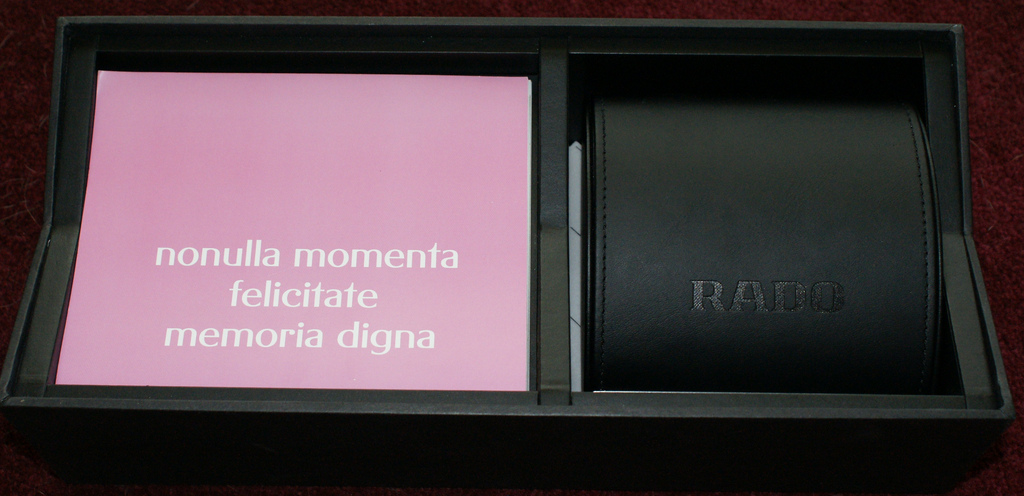 nonulla momenta
felicitate
memoria digna
RADO